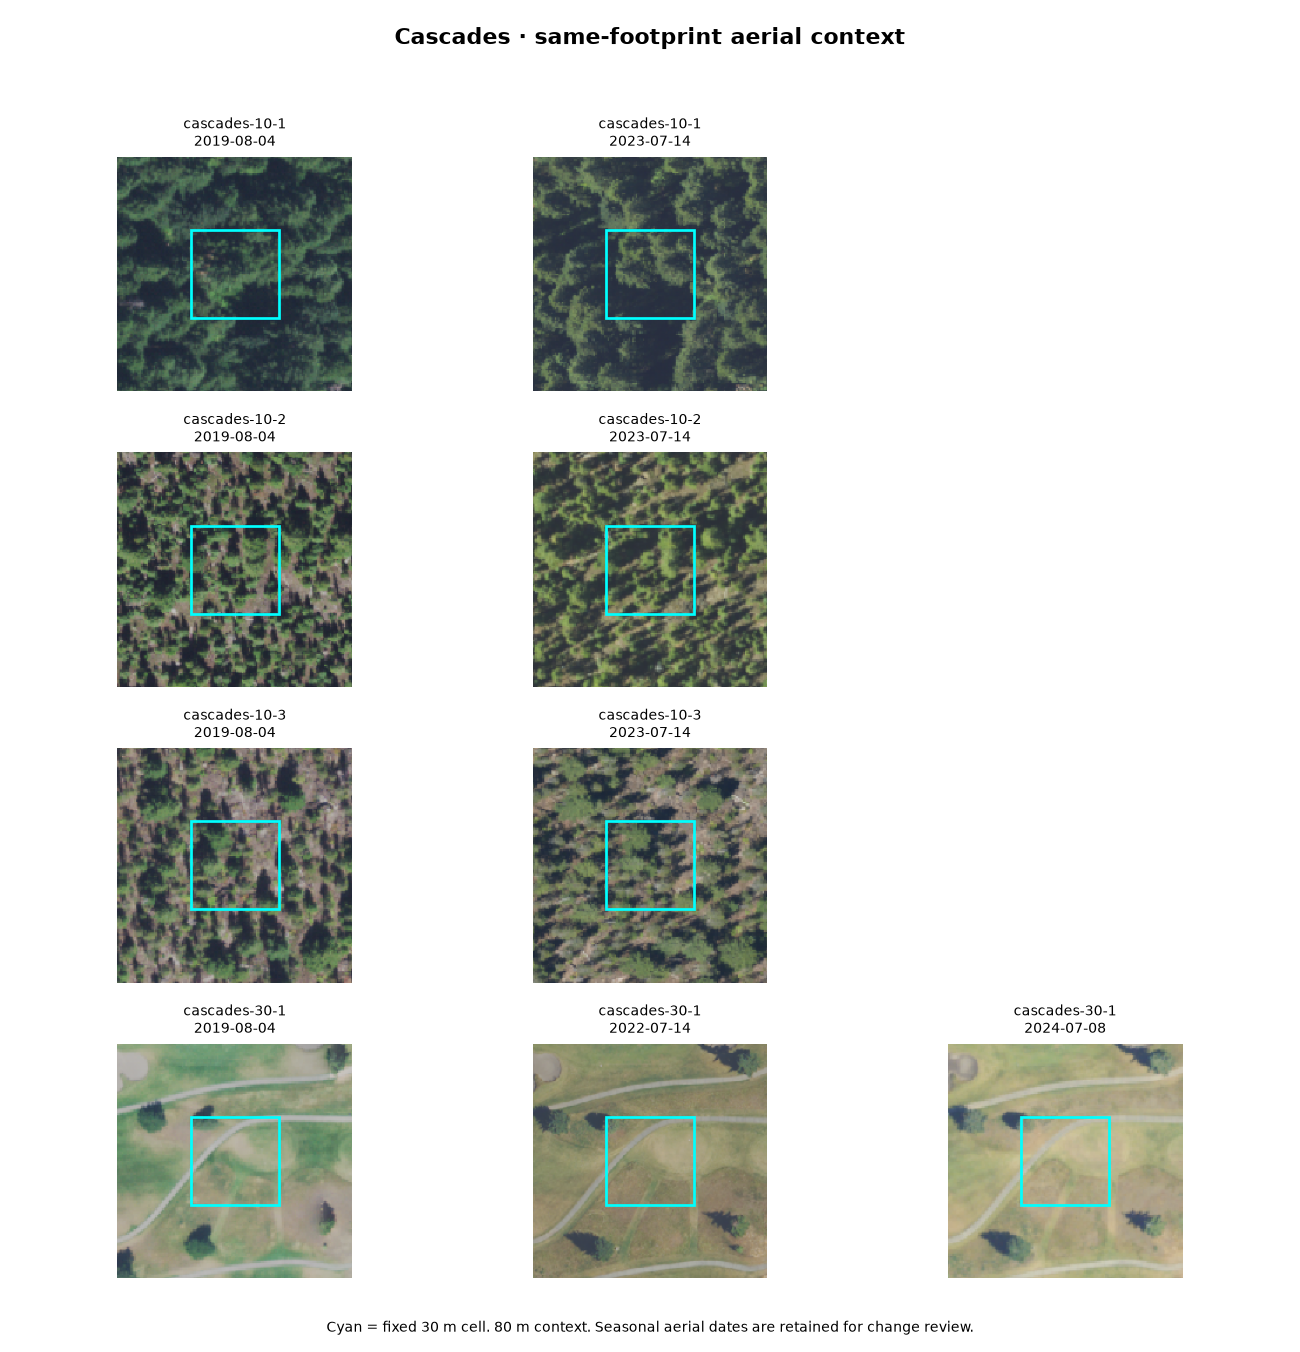 Cascades · same-footprint aerial context
cascades-10-1
2019-08-04
cascades-10-1
2023-07-14
cascades-10-2
2019-08-04
cascades-10-2
2023-07-14
cascades-10-3
2019-08-04
cascades-10-3
2023-07-14
cascades-30-1
2019-08-04
cascades-30-1
2022-07-14
cascades-30-1
2024-07-08
Cyan = fixed 30 m cell. 80 m context. Seasonal aerial dates are retained for change review.